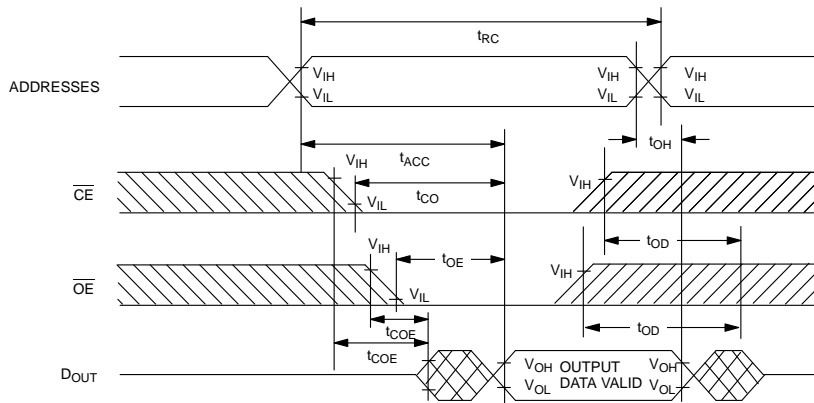 tRC
ADDRESSES
VIH
VIL
VIH
VIL
VIH
VIL
tOH
tACC
CE
VIH
VIL
tCO
VIH
tOD
OE
VIH
VIL
tOE
VIH
tOD
tCOE
tCOE
DOUT
VOH
VOL
OUTPUT
DATA VALID
VOH
VOL